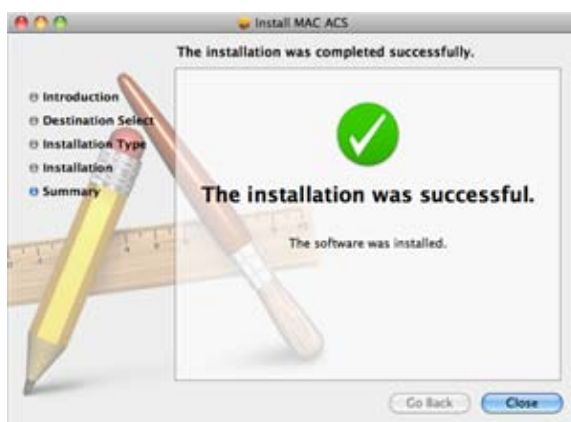 Install MAC ACS
The installation was completed successfully.
Introduction
Destination Select
Installation Type
Installation
Summary
The installation was successful.
The software was installed.
Go Back
Close